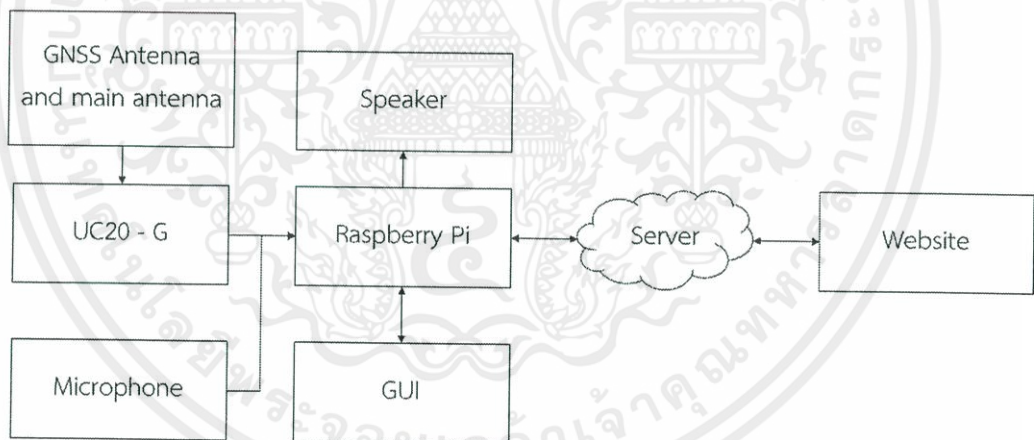 GNSS Antenna
and main antenna
Speaker
UC20 - G
Raspberry Pi
Server
Website
Microphone
GUI